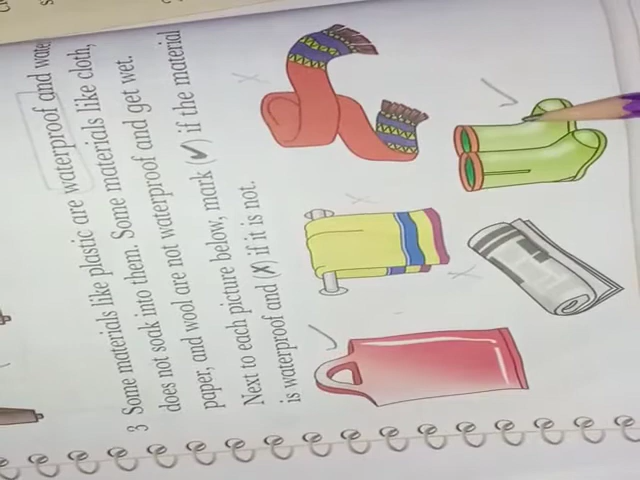 3 Some materials like plastic are waterproof and wate
does not soak into them. Some materials like cloth,
paper, and wool are not waterproof and get wet.
Next to each picture below, mark (✓) if the material
is waterproof and (✗) if it is not.